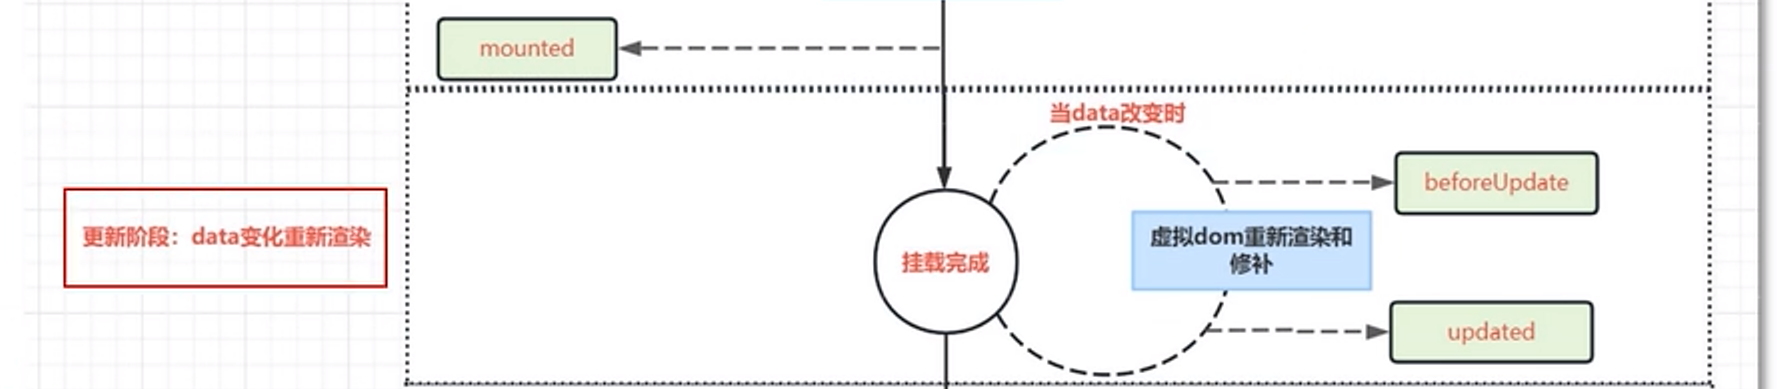 mounted
当data改变时
beforeUpdate
更新阶段：data变化重新渲染
虚拟dom重新渲染和
修补
挂载完成
updated